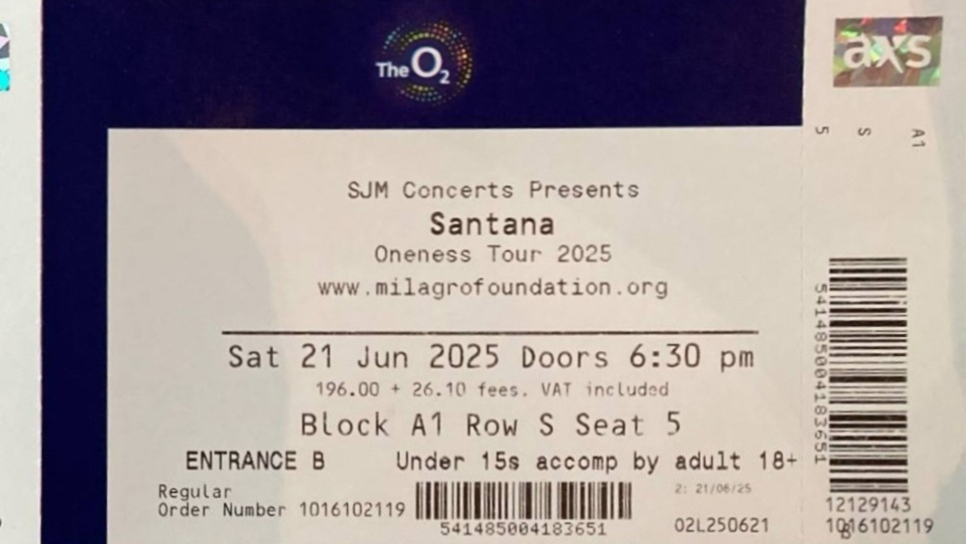 The O2
axs
5 S A1
SJM Concerts Presents
Santana
Oneness Tour 2025
www.milagrofoundation.org
Sat 21 Jun 2025 Doors 6:30 pm
196.00 + 26.10 fees. VAT included
Block A1 Row S Seat 5
ENTRANCE B Under 15s accomp by adult 18+
Regular
Order Number 1016102119
541485004183651
2: 21/06/25
02L250621
541485004183651
12129143
1016102119
B